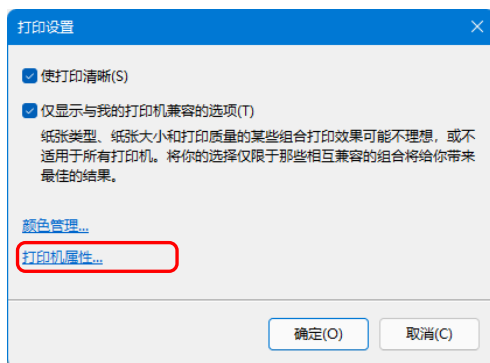 打印设置
使打印清晰(S)
仅显示与我的打印机兼容的选项(T)
纸张类型、纸张大小和打印质量的某些组合打印效果可能不理想，或不
适用于所有打印机。将你的选择仅限于那些相互兼容的组合将给你带来
最佳的结果。
颜色管理...
打印机属性...
确定(O)
取消(C)